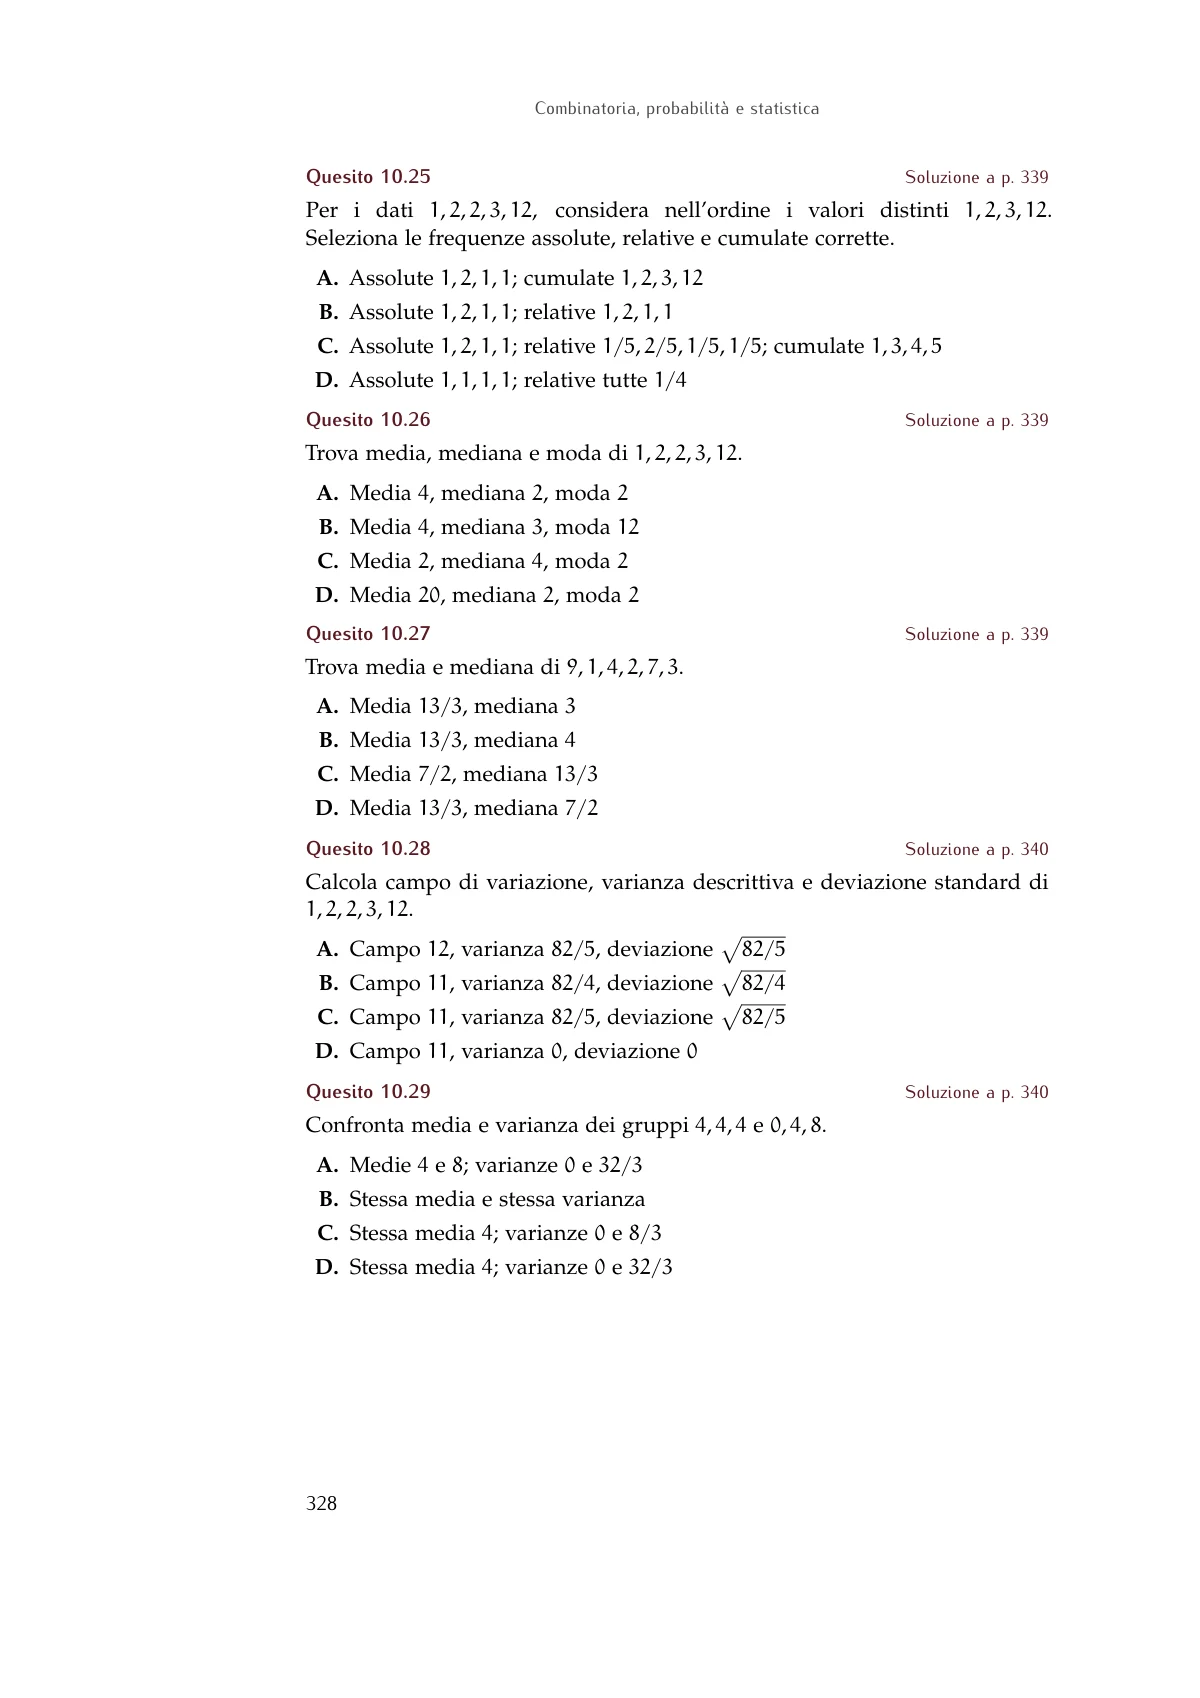 Combinatoria, probabilità e statistica
Quesito 10.25 Soluzione a p. 339
Per i dati 1, 2, 2, 3, 12, considera nell'ordine i valori distinti 1, 2, 3, 12.
Seleziona le frequenze assolute, relative e cumulate corrette.
A. Assolute 1, 2, 1, 1; cumulate 1, 2, 3, 12
B. Assolute 1, 2, 1, 1; relative 1, 2, 1, 1
C. Assolute 1, 2, 1, 1; relative 1/5, 2/5, 1/5, 1/5; cumulate 1, 3, 4, 5
D. Assolute 1, 1, 1, 1; relative tutte 1/4
Quesito 10.26 Soluzione a p. 339
Trova media, mediana e moda di 1, 2, 2, 3, 12.
A. Media 4, mediana 2, moda 2
B. Media 4, mediana 3, moda 12
C. Media 2, mediana 4, moda 2
D. Media 20, mediana 2, moda 2
Quesito 10.27 Soluzione a p. 339
Trova media e mediana di 9, 1, 4, 2, 7, 3.
A. Media 13/3, mediana 3
B. Media 13/3, mediana 4
C. Media 7/2, mediana 13/3
D. Media 13/3, mediana 7/2
Quesito 10.28 Soluzione a p. 340
Calcola campo di variazione, varianza descrittiva e deviazione standard di
1, 2, 2, 3, 12.
A. Campo 12, varianza 82/5, deviazione √82/5
B. Campo 11, varianza 82/4, deviazione √82/4
C. Campo 11, varianza 82/5, deviazione √82/5
D. Campo 11, varianza 0, deviazione 0
Quesito 10.29 Soluzione a p. 340
Confronta media e varianza dei gruppi 4, 4, 4 e 0, 4, 8.
A. Medie 4 e 8; varianze 0 e 32/3
B. Stessa media e stessa varianza
C. Stessa media 4; varianze 0 e 8/3
D. Stessa media 4; varianze 0 e 32/3
328